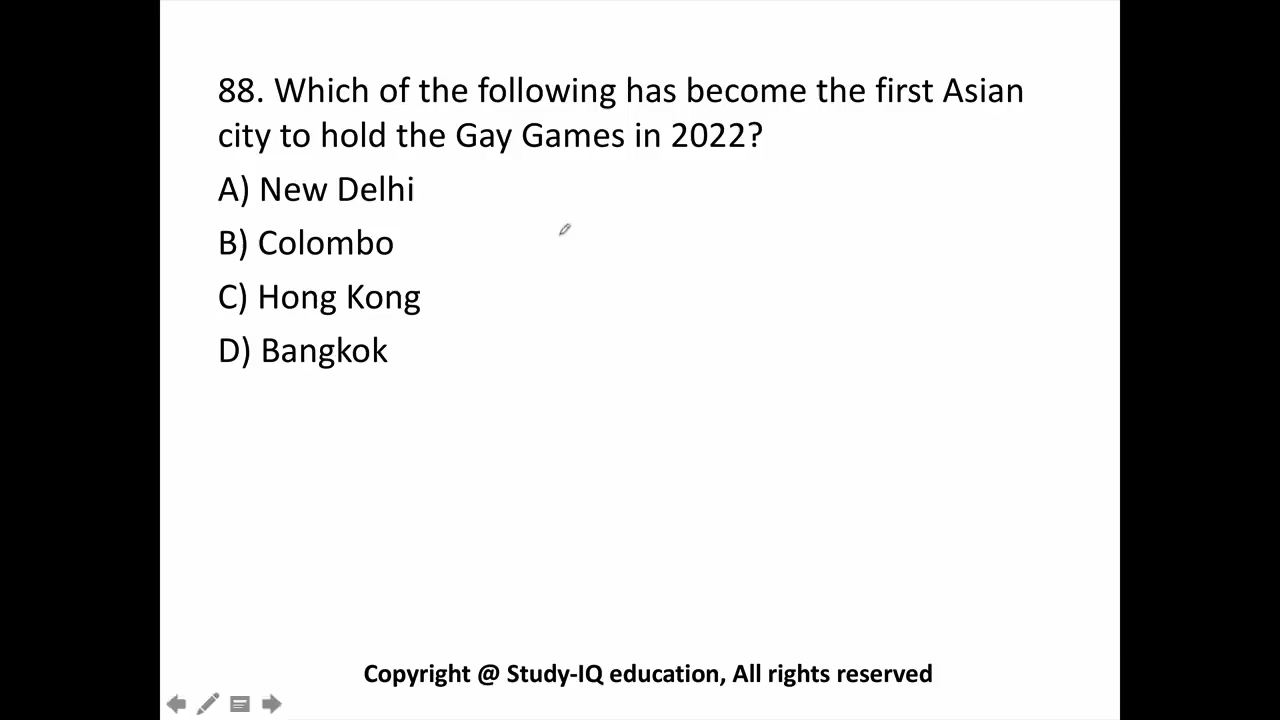 88. Which of the following has become the first Asian
city to hold the Gay Games in 2022?
A) New Delhi
B) Colombo
C) Hong Kong
D) Bangkok
Copyright @ Study-IQ education, All rights reserved